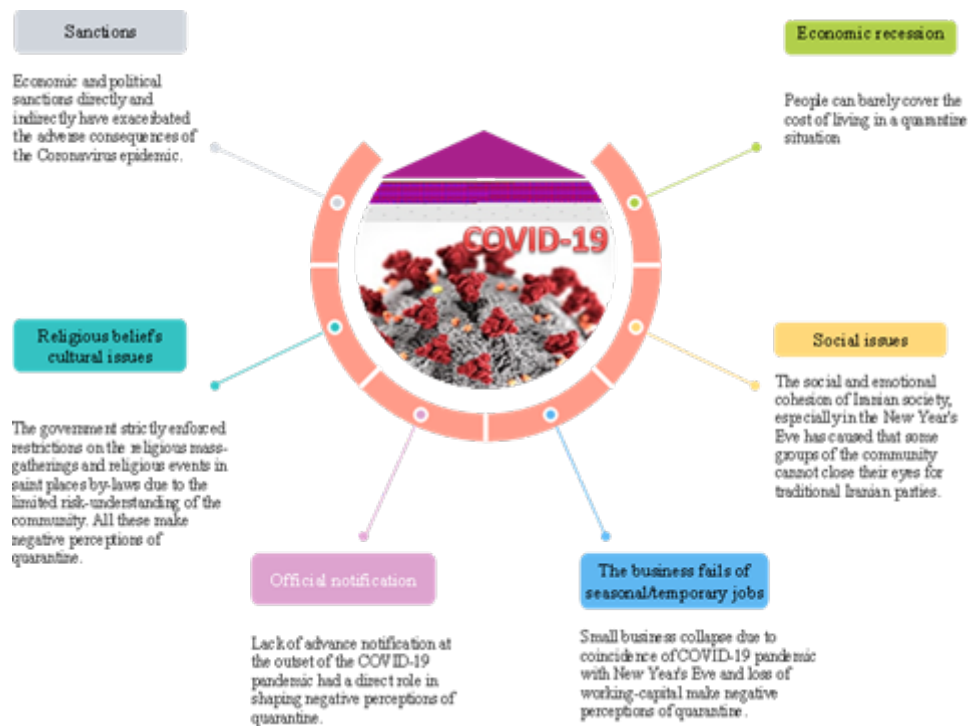 Sanctions
Economic and political
sanctions directly and
indirectly have exacerbated
the adverse consequences of
the Coronavirus epidemic.
Economic recession
People can barely cover the
cost of living in a quarantine
situation
COVID-19
Religious beliefs
cultural issues
The government strictly enforced
restrictions on the religious mass-
gatherings and religious events in
saint places by-laws due to the
limited risk-understanding of the
community. All these make
negative perceptions of
quarantine.
Social issues
The social and emotional
cohesion of Iranian society,
especially in the New Year's
Eve has caused that some
groups of the community
cannot close their eyes for
traditional Iranian parties.
Official notification
Lack of advance notification at
the outset of the COVID-19
pandemic had a direct role in
shaping negative perceptions of
quarantine.
The business fails of
seasonal/temporary jobs
Small business collapse due to
coincidence of COVID-19 pandemic
with New Year's Eve and loss of
working-capital make negative
perceptions of quarantine.